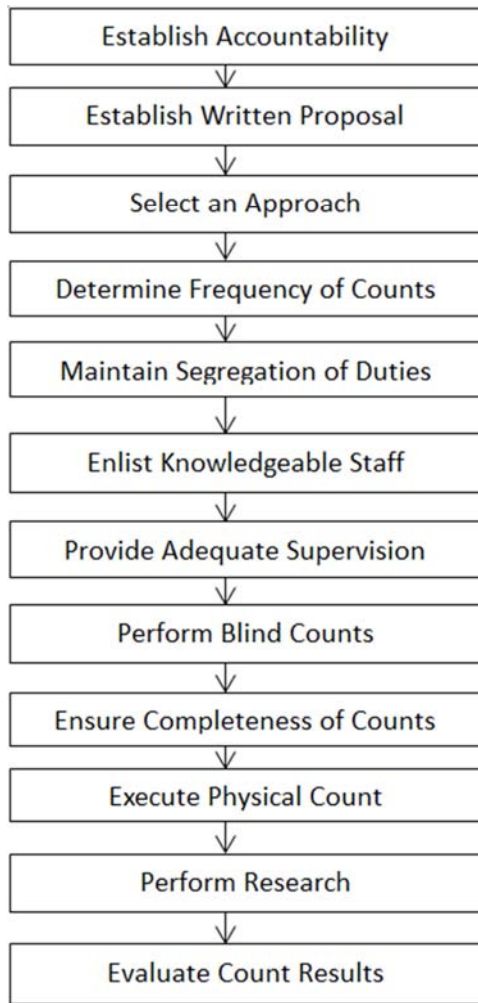 Establish Accountability
Establish Written Proposal
Select an Approach
Determine Frequency of Counts
Maintain Segregation of Duties
Enlist Knowledgeable Staff
Provide Adequate Supervision
Perform Blind Counts
Ensure Completeness of Counts
Execute Physical Count
Perform Research
Evaluate Count Results